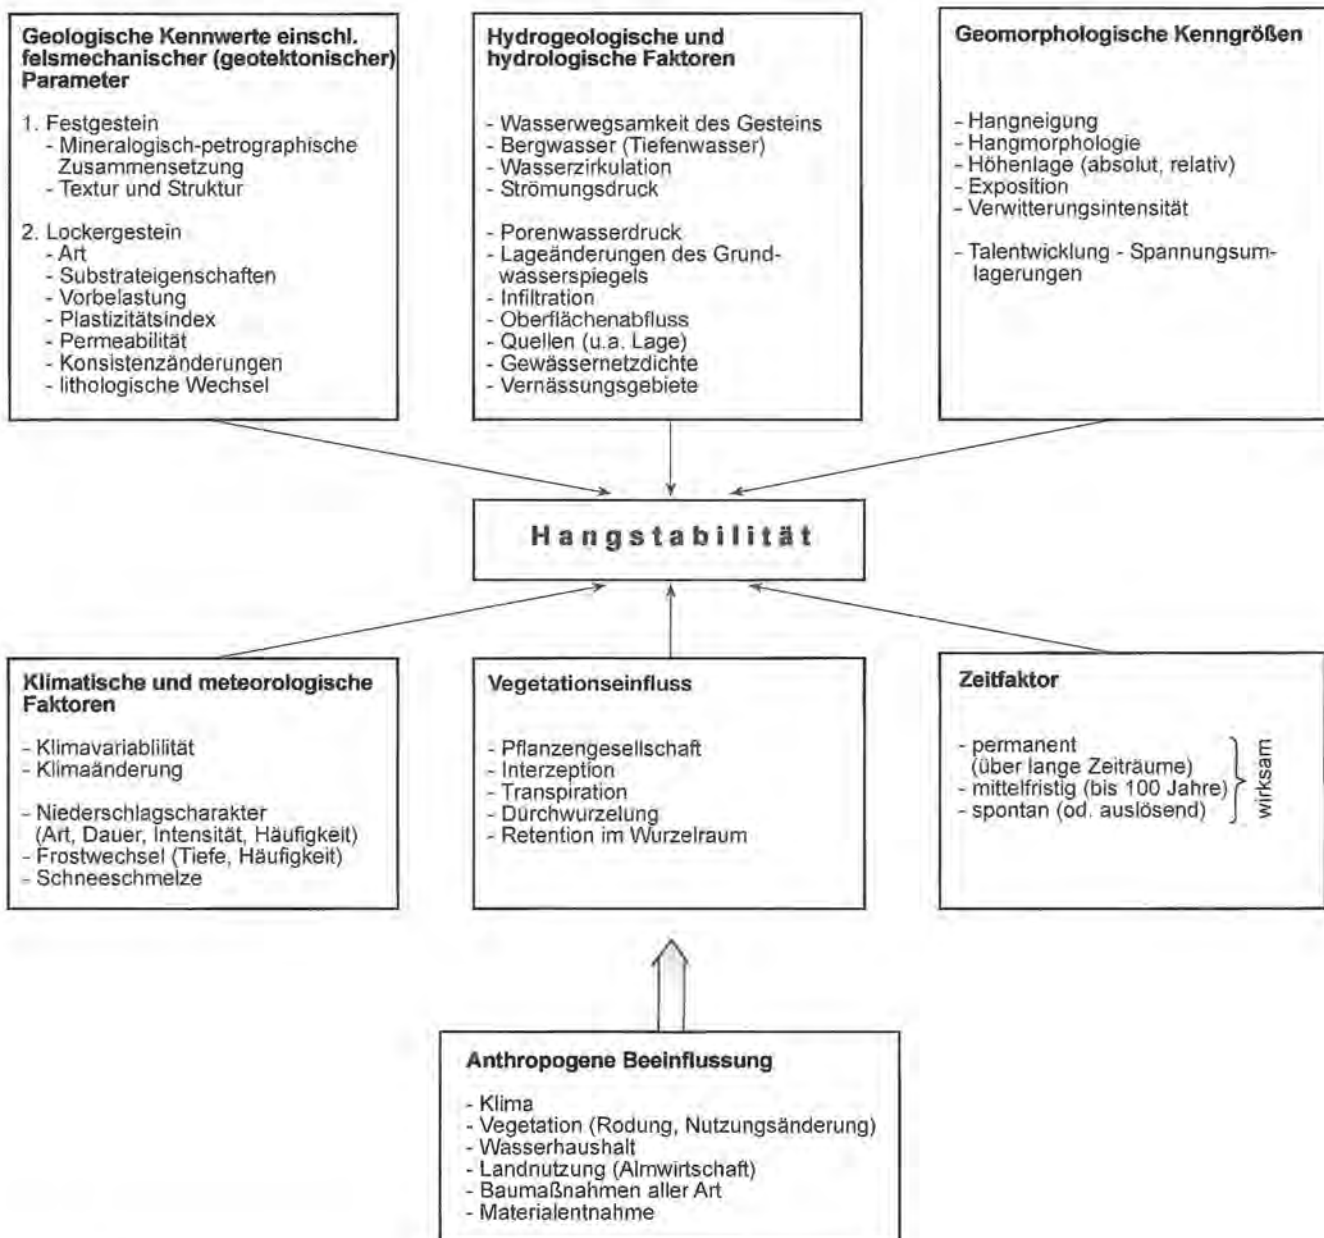 Geologische Kennwerte einschl.
felsmechanischer (geotektonischer)
Parameter
1. Festgestein
- Mineralogisch-petrographische
Zusammensetzung
- Textur und Struktur
2. Lockergestein
- Art
- Substrateigenschaften
- Vorbelastung
- Plastizitätsindex
- Permeabilität
- Konsistenzänderungen
- lithologische Wechsel
Hydrogeologische und
hydrologische Faktoren
- Wasserwegsamkeit des Gesteins
- Bergwasser (Tiefenwasser)
- Wasserzirkulation
- Strömungsdruck
- Porenwasserdruck
- Lageänderungen des Grund-
wasserspiegels
- Infiltration
- Oberflächenabfluss
- Quellen (u.a. Lage)
- Gewässernetzdichte
- Vernässungsgebiete
Geomorphologische Kenngrößen
- Hangneigung
- Hangmorphologie
- Höhenlage (absolut, relativ)
- Exposition
- Verwitterungsintensität
- Talentwicklung - Spannungsum-
lagerungen
Hangstabilität
Klimatische und meteorologische
Faktoren
- Klimavariablilität
- Klimaänderung
- Niederschlagscharakter
(Art, Dauer, Intensität, Häufigkeit)
- Frostwechsel (Tiefe, Häufigkeit)
- Schneeschmelze
Vegetationseinfluss
- Pflanzengesellschaft
- Interzeption
- Transpiration
- Durchwurzelung
- Retention im Wurzelraum
Zeitfaktor
- permanent
(über lange Zeiträume)
- mittelfristig (bis 100 Jahre)
- spontan (od. auslösend)
wirksam
Anthropogene Beeinflussung
- Klima
- Vegetation (Rodung, Nutzungsänderung)
- Wasserhaushalt
- Landnutzung (Almwirtschaft)
- Baumaßnahmen aller Art
- Materialentnahme